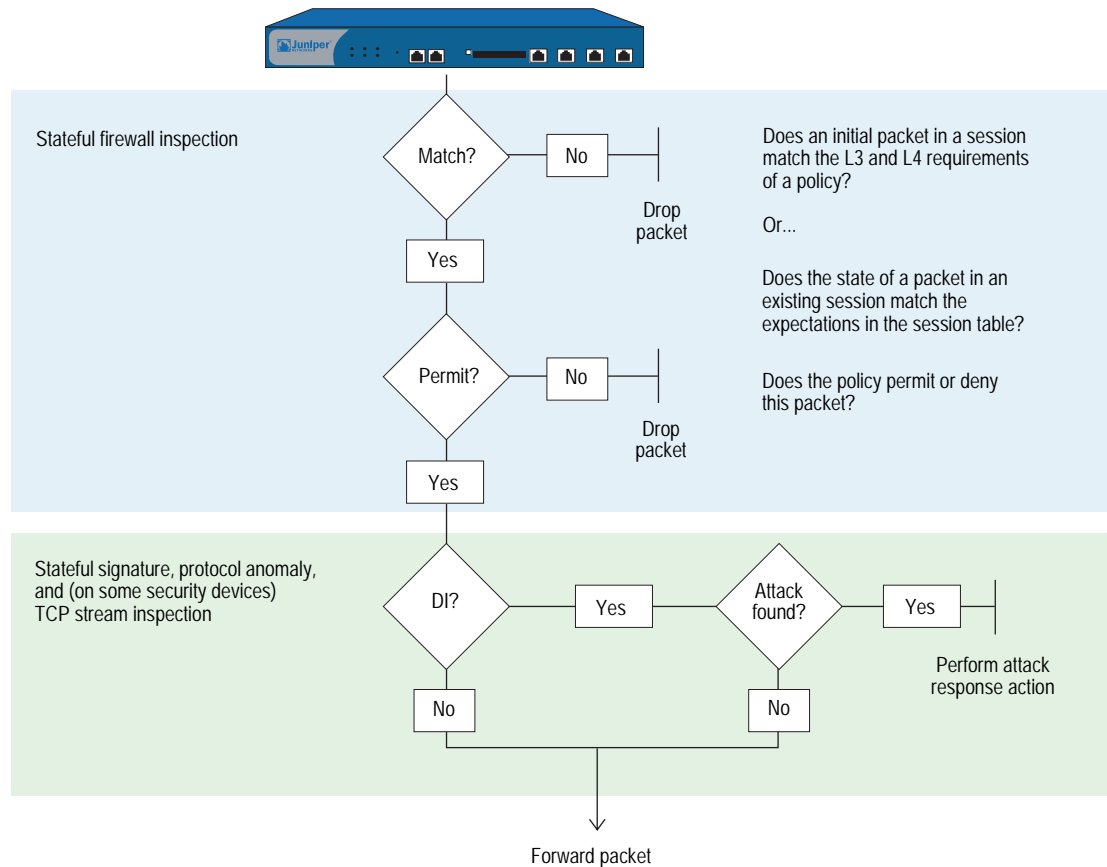 Juniper
Stateful firewall inspection
Match?
No
Drop
packet
Does an initial packet in a session
match the L3 and L4 requirements
of a policy?
Or...
Yes
Does the state of a packet in an
existing session match the
expectations in the session table?
Permit?
No
Drop
packet
Does the policy permit or deny
this packet?
Yes
Stateful signature, protocol anomaly,
and (on some security devices)
TCP stream inspection
DI?
Yes
Attack
found?
Yes
Perform attack
response action
No
No
Forward packet